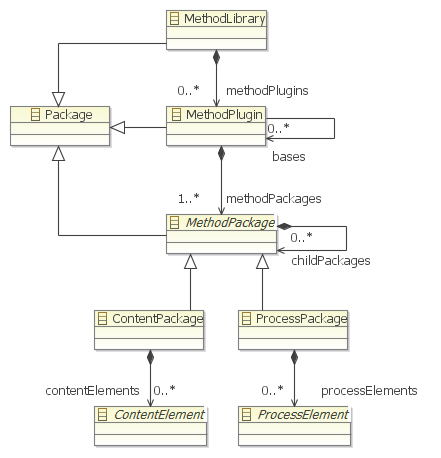 MethodLibrary
0..* methodPlugins
Package
MethodPlugin
0..*
bases
1..* methodPackages
MethodPackage
0..*
childPackages
ContentPackage
ProcessPackage
contentElements 0..*
0..* processElements
ContentElement
ProcessElement